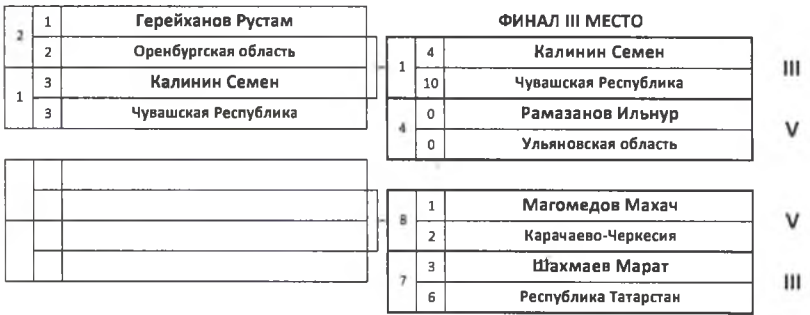 2 1 Герейханов Рустам
2 Оренбургская область
1 3 Калинин Семен
3 Чувашская Республика
ФИНАЛ III МЕСТО
1 4 Калинин Семен III
10 Чувашская Республика
4 0 Рамазанов Ильнур V
0 Ульяновская область
8 1 Магомедов Махач V
2 Карачаево-Черкесия
7 3 Шахмаев Марат III
6 Республика Татарстан